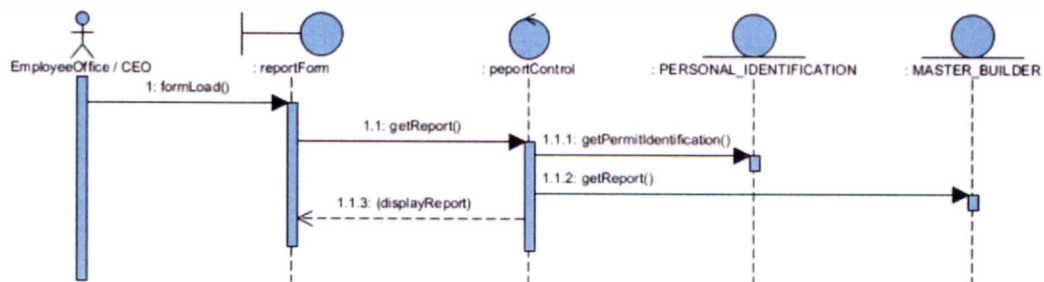 EmployeeOffice / CEO
: reportForm
: peportControl
: PERSONAL_IDENTIFICATION
: MASTER_BUILDER
1: formLoad()
1.1: getReport()
1.1.1: getPermitIdentification()
1.1.2: getReport()
1.1.3: (displayReport)